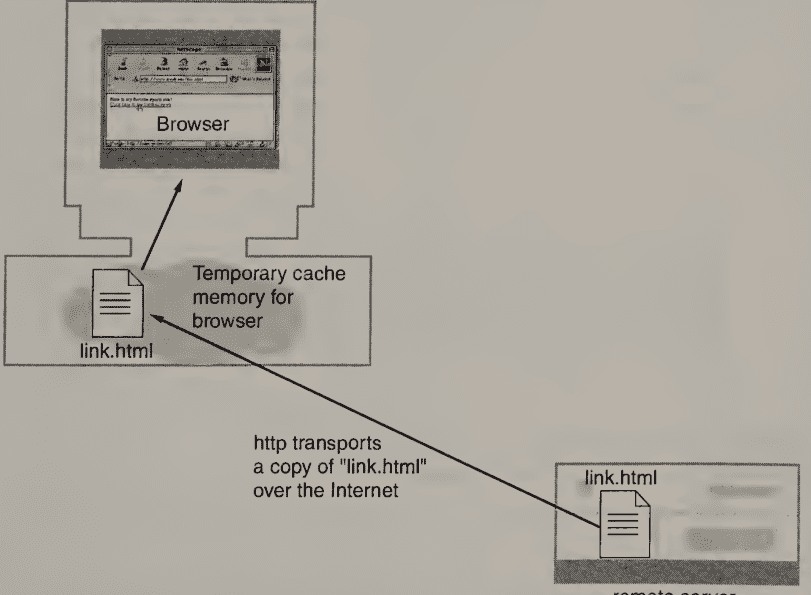 Browser
Temporary cache
memory for
browser
link.html
http transports
a copy of "link.html"
over the Internet
link.html
remote server